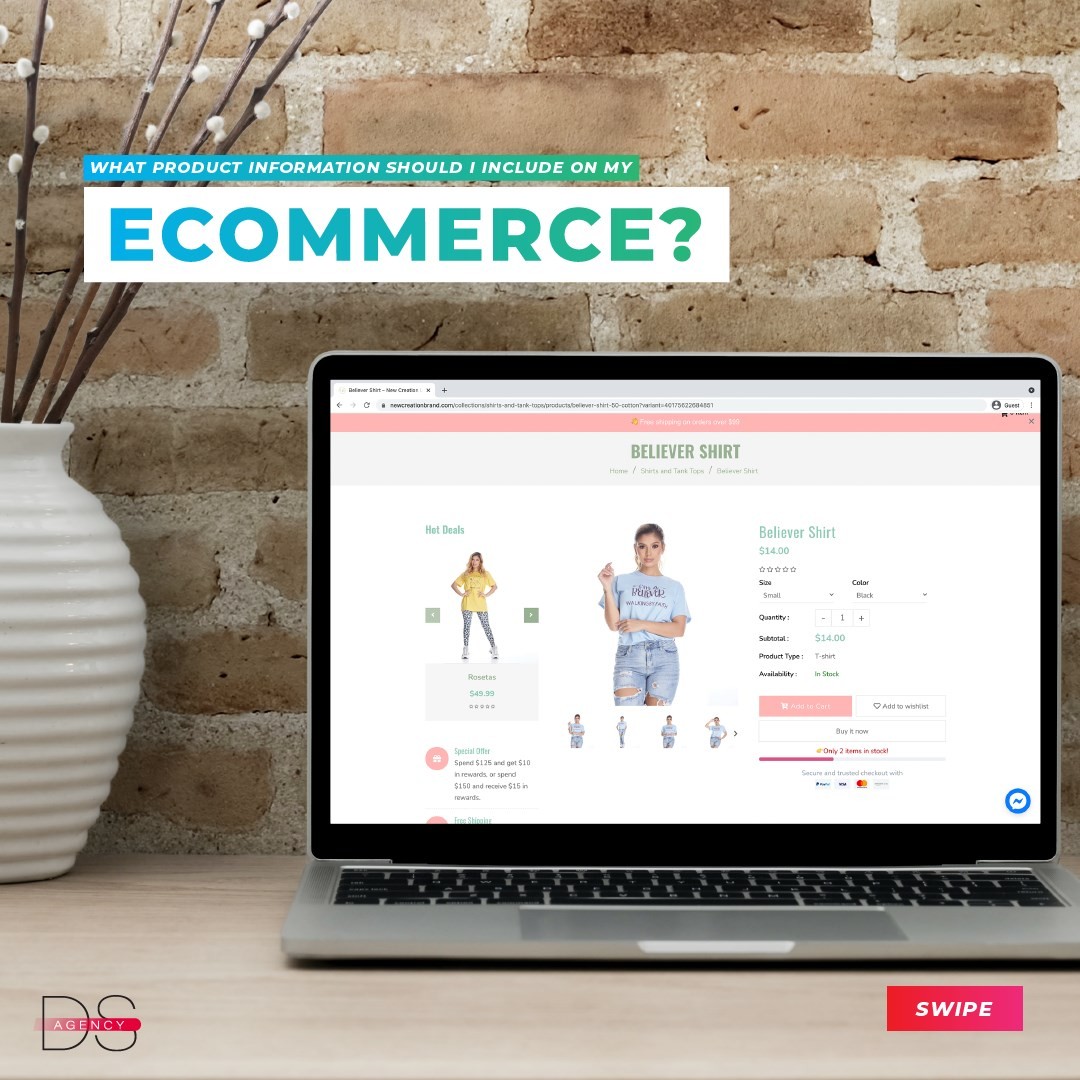 WHAT PRODUCT INFORMATION SHOULD I INCLUDE ON MY
ECOMMERCE?
Believer Shirt – New Creation
newcreationbrand.com/collections/shirts-and-tank-tops/products/believer-shirt-50-cotton?variant=40175622684861
Guest
Free shipping on orders over $80
BELIEVER SHIRT
Home / Shirts and Tank Tops / Believer Shirt
Hot Deals
Rosetas
$49.99
Special Offer
Spend $125 and get $10
in rewards, or spend
$150 and receive $15 in
rewards.
Free Shipping
Believer Shirt
$14.00
Size
Color
Small
Black
Quantity :
- 1 +
Subtotal :
$14.00
Product Type :
T-shirt
Availability :
In Stock
Add to Cart
Add to wishlist
Buy it now
Only 2 items in stock!
Secure and trusted checkout with
PayPal
VISA
DS
AGENCY
SWIPE